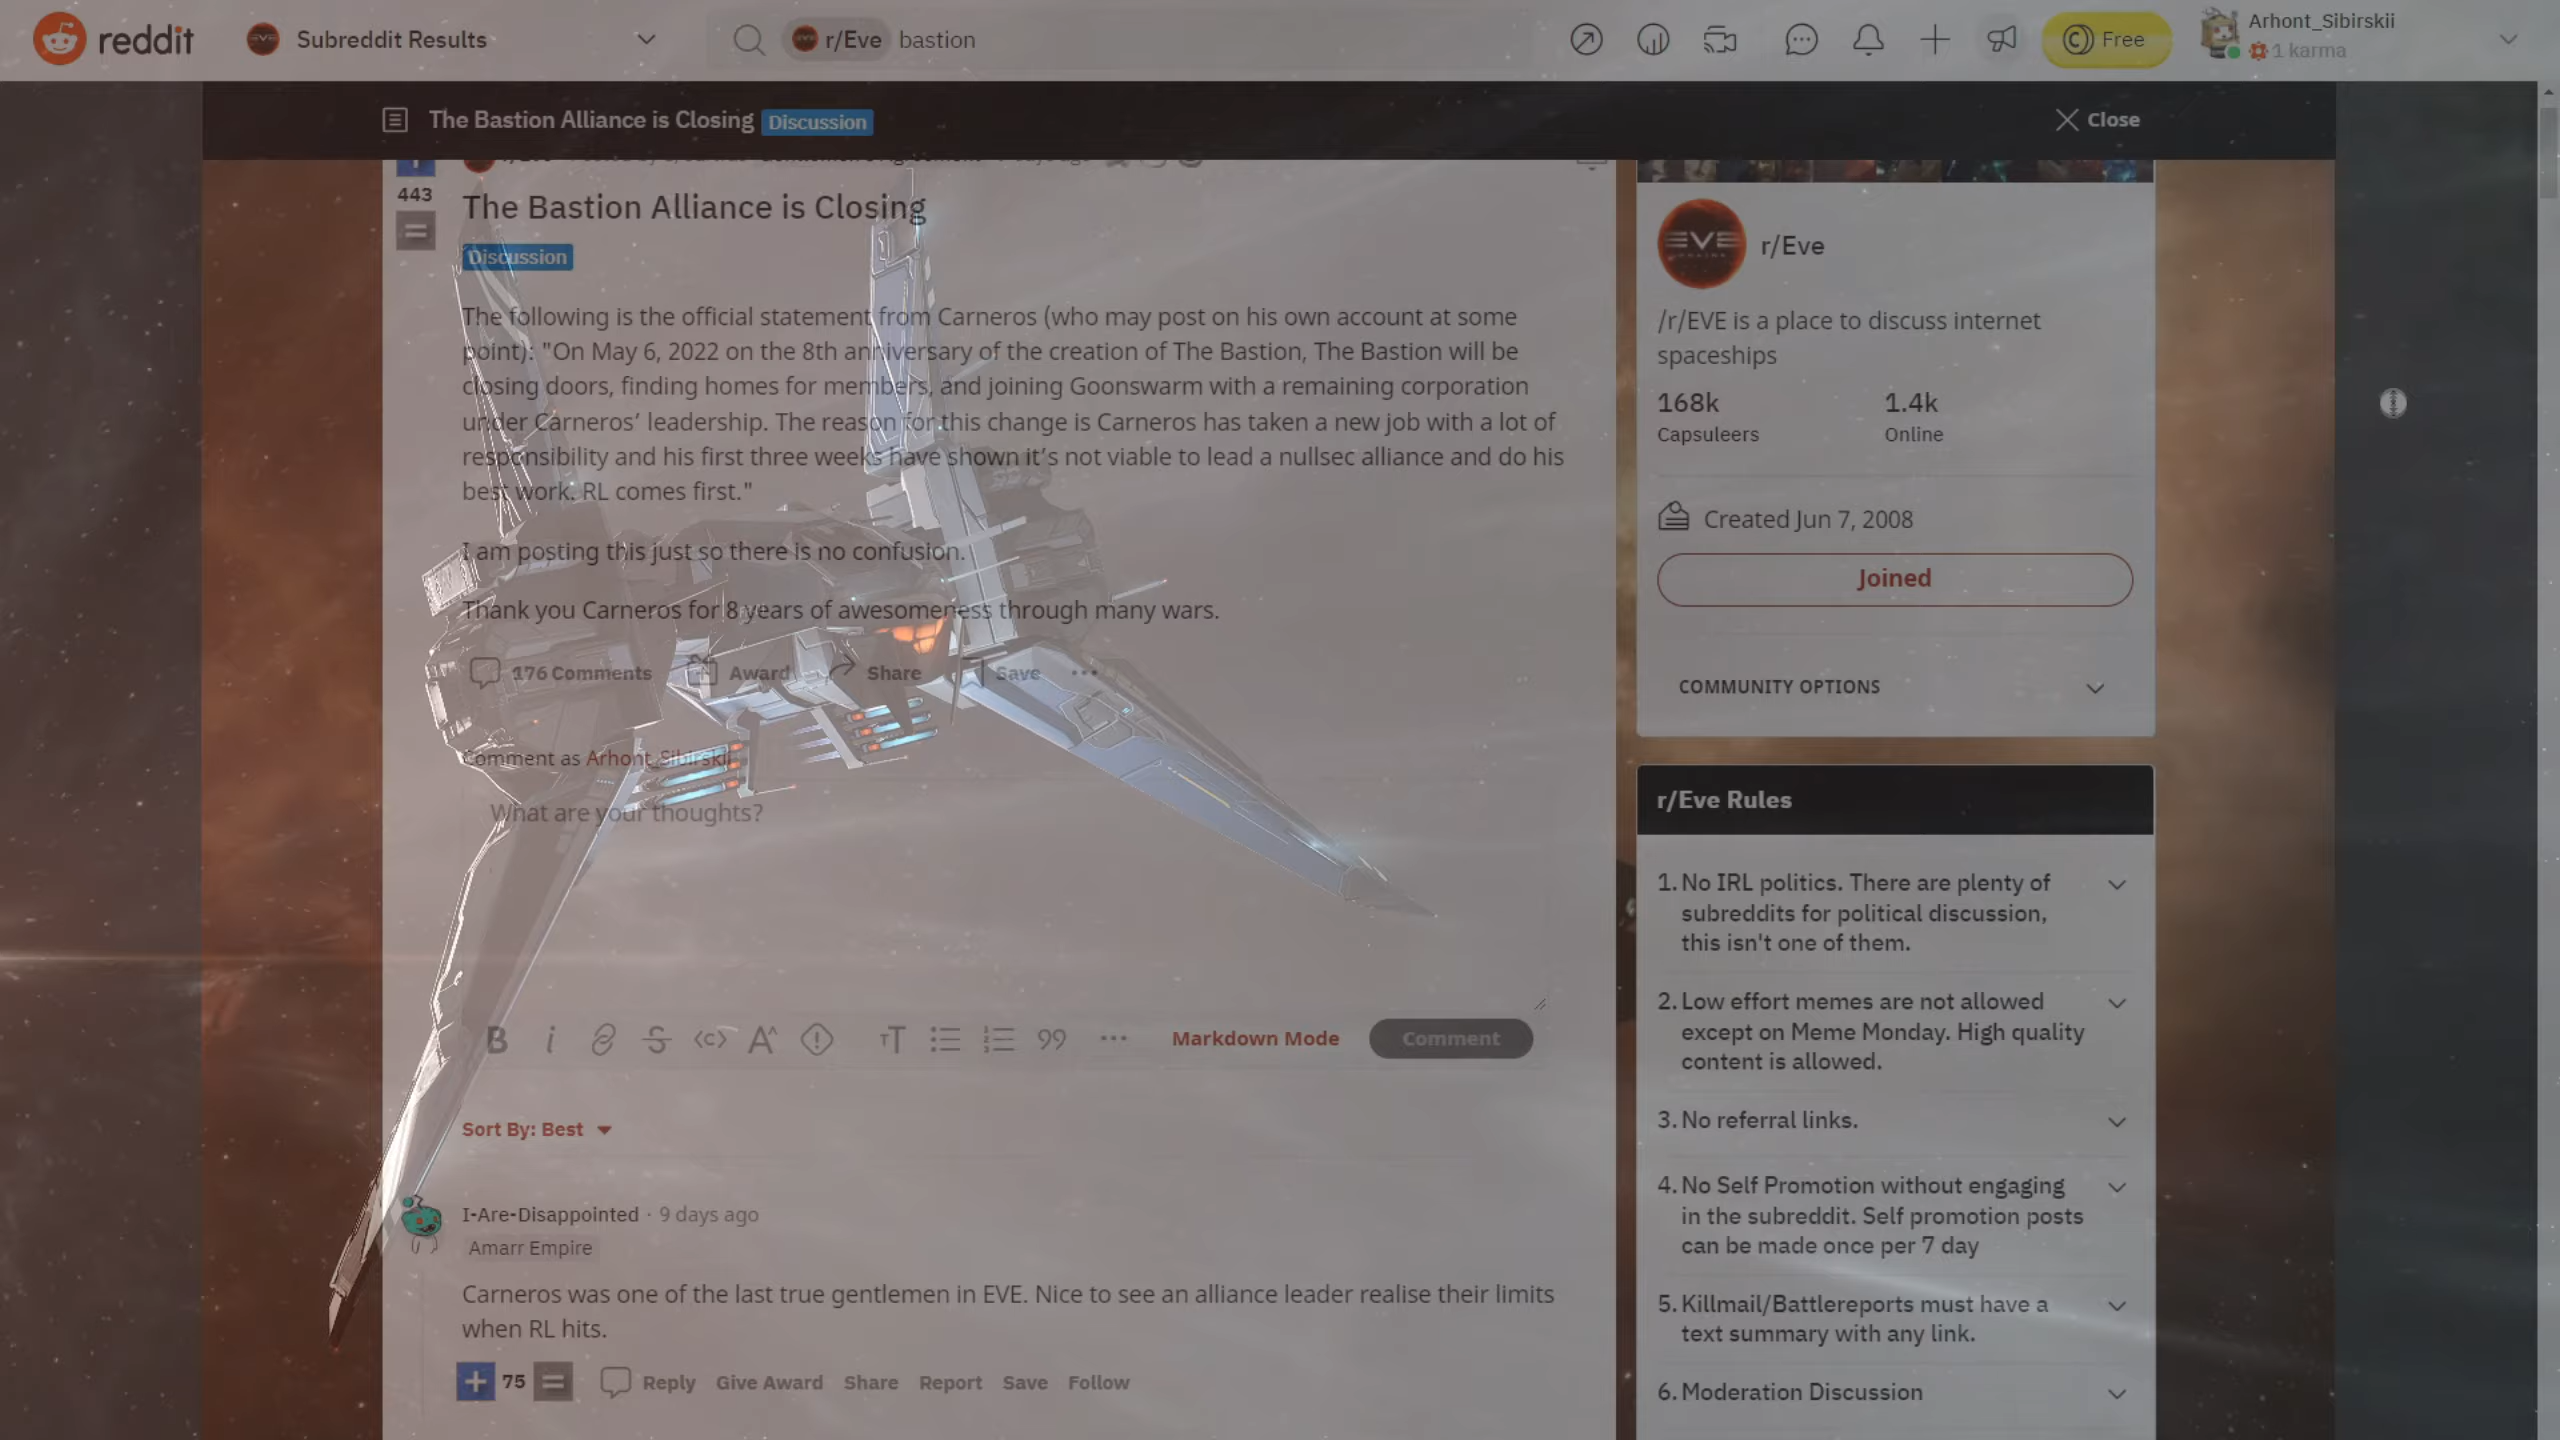 reddit
Subreddit Results
r/Eve bastion
Free
Arhont_Sibirskii
1 karma
The Bastion Alliance is Closing Discussion
Close
443
The Bastion Alliance is Closing
Discussion
The following is the official statement from Carneros (who may post on his own account at some
point): "On May 6, 2022 on the 8th anniversary of the creation of The Bastion, The Bastion will be
closing doors, finding homes for members, and joining Goonswarm with a remaining corporation
under Carneros' leadership. The reason for this change is Carneros has taken a new job with a lot of
responsibility and his first three weeks have shown it's not viable to lead a nullsec alliance and do his
best work. RL comes first."
I am posting this just so there is no confusion.
Thank you Carneros for 8 years of awesomeness through many wars.
176 Comments Award Share Save
Comment as Arhont_Sibirskii
What are your thoughts?
Markdown Mode Comment
Sort By: Best
I-Are-Disappointed · 9 days ago
Amarr Empire
Carneros was one of the last true gentlemen in EVE. Nice to see an alliance leader realise their limits
when RL hits.
75 Reply Give Award Share Report Save Follow
EVE
r/Eve
/r/EVE is a place to discuss internet
spaceships
168k 1.4k
Capsuleers Online
Created Jun 7, 2008
Joined
COMMUNITY OPTIONS
r/Eve Rules
1. No IRL politics. There are plenty of
subreddits for political discussion,
this isn't one of them.
2. Low effort memes are not allowed
except on Meme Monday. High quality
content is allowed.
3. No referral links.
4. No Self Promotion without engaging
in the subreddit. Self promotion posts
can be made once per 7 day
5. Killmail/Battlereports must have a
text summary with any link.
6. Moderation Discussion